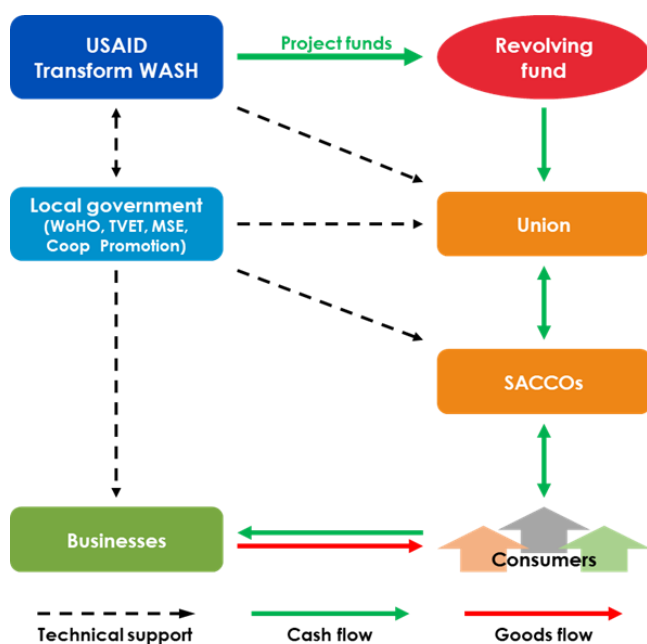 USAID
Transform WASH
Project funds
Revolving
fund
Local government
(WoHO, TVET, MSE,
Coop Promotion)
Union
SACCOs
Businesses
Consumers
Technical support
Cash flow
Goods flow